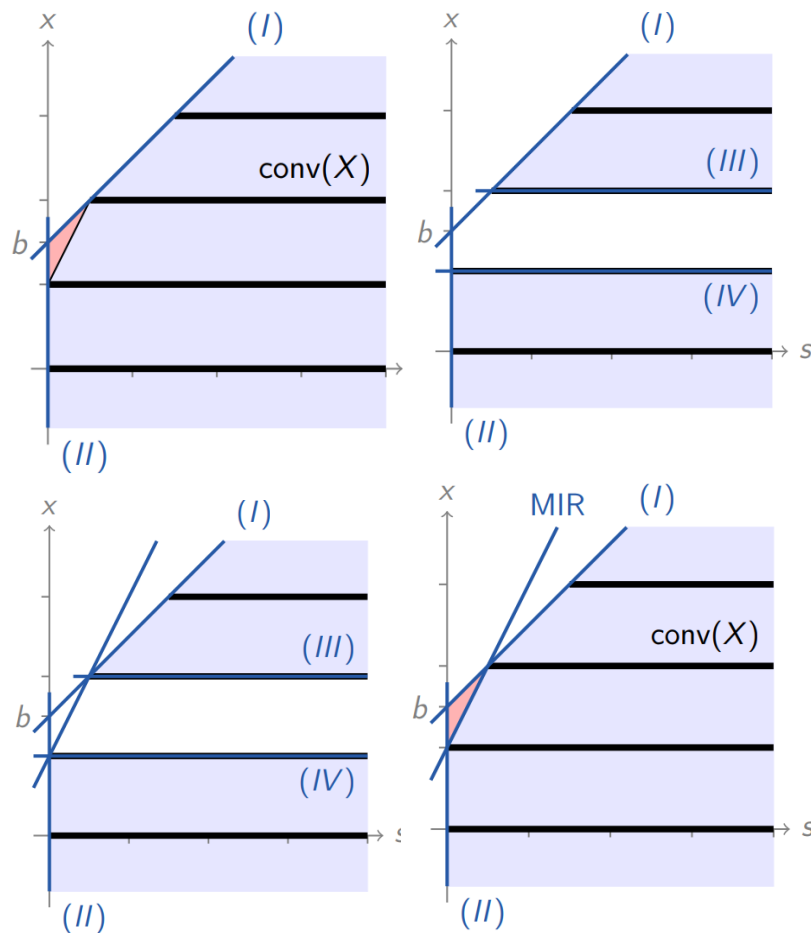 x
(I)
conv(X)
b
(II)
x
(I)
(III)
b
(IV)
s
(II)
x
(I)
(III)
b
(IV)
s
(II)
x
MIR
(I)
conv(X)
b
s
(II)